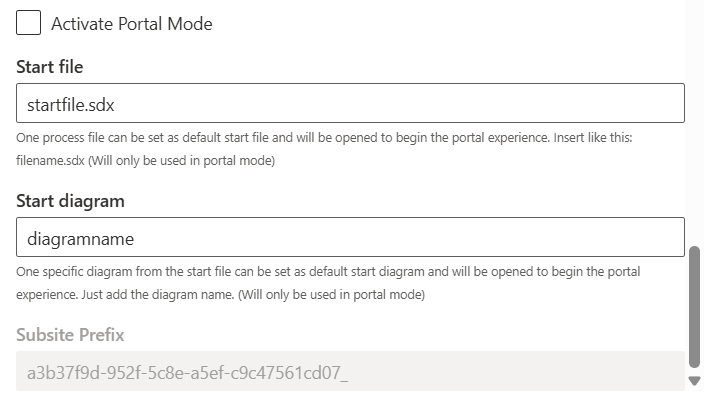 Activate Portal Mode
Start file
startfile.sdx
One process file can be set as default start file and will be opened to begin the portal experience. Insert like this:
filename.sdx (Will only be used in portal mode)
Start diagram
diagramname
One specific diagram from the start file can be set as default start diagram and will be opened to begin the portal
experience. Just add the diagram name. (Will only be used in portal mode)
Subsite Prefix
a3b37f9d-952f-5c8e-a5ef-c9c47561cd07_